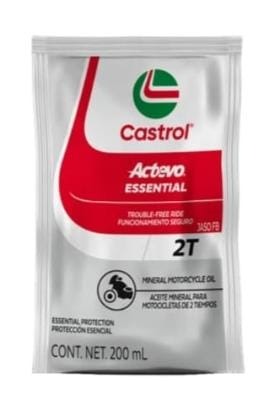 Castrol
Actevo
ESSENTIAL
TROUBLE-FREE RIDE
FUNCIONAMIENTO SEGURO
JASO FB
2T
MINERAL MOTORCYCLE OIL
ACEITE MINERAL PARA
MOTOCICLETAS DE 2 TIEMPOS
ESSENTIAL PROTECTION
PROTECCIÓN ESENCIAL
CONT. NET. 200 mL